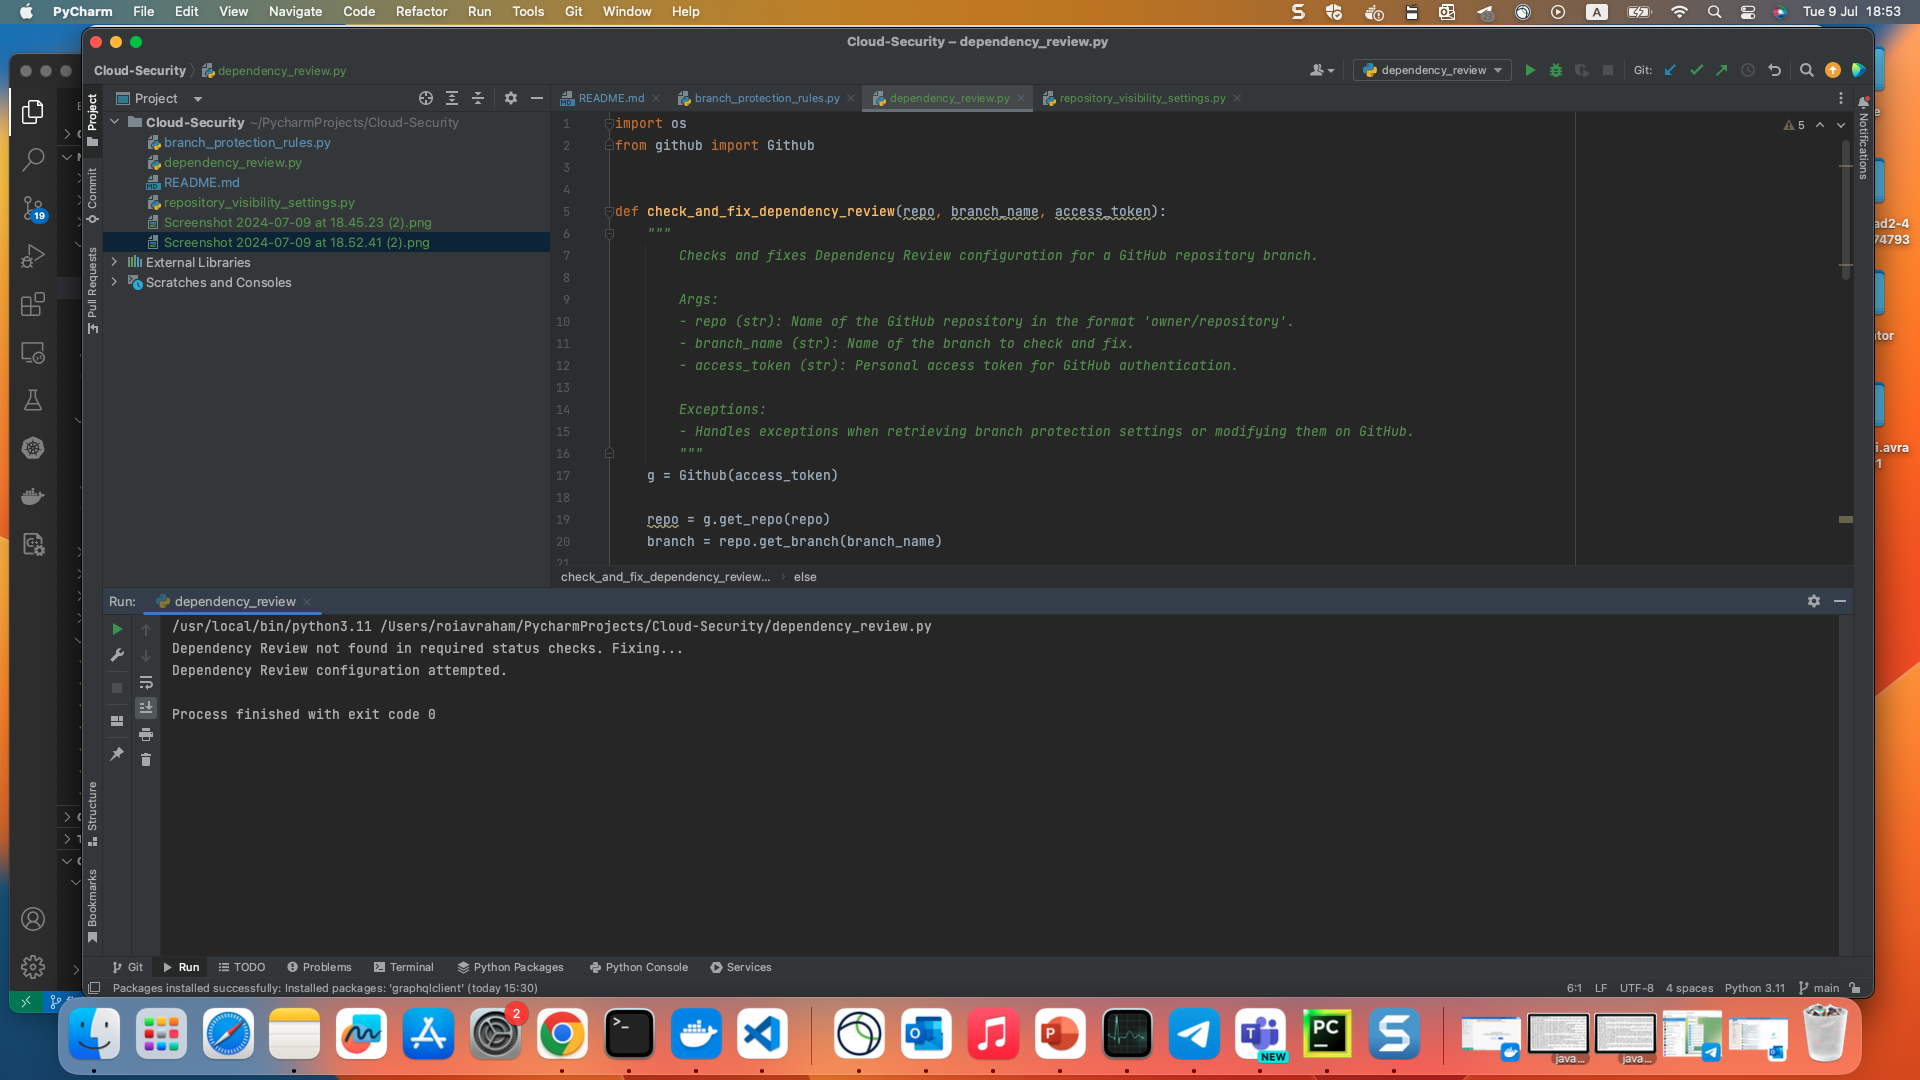 PyCharm File Edit View Navigate Code Refactor Run Tools Git Window Help
A
Tue 9 Jul 18:53
Cloud-Security – dependency_review.py
Cloud-Security dependency_review.py
dependency_review
Git:
Project
README.md
branch_protection_rules.py
dependency_review.py
repository_visibility_settings.py
Project
Commit
Pull Requests
Structure
Bookmarks
Notifications
Cloud-Security ~/PycharmProjects/Cloud-Security
branch_protection_rules.py
dependency_review.py
README.md
repository_visibility_settings.py
Screenshot 2024-07-09 at 18.45.23 (2).png
Screenshot 2024-07-09 at 18.52.41 (2).png
External Libraries
Scratches and Consoles
19
5
1 import os
2 from github import Github
3
4
5 def check_and_fix_dependency_review(repo, branch_name, access_token):
6 """
7 Checks and fixes Dependency Review configuration for a GitHub repository branch.
8
9 Args:
10 - repo (str): Name of the GitHub repository in the format 'owner/repository'.
11 - branch_name (str): Name of the branch to check and fix.
12 - access_token (str): Personal access token for GitHub authentication.
13
14 Exceptions:
15 - Handles exceptions when retrieving branch protection settings or modifying them on GitHub.
16 """
17 g = Github(access_token)
18
19 repo = g.get_repo(repo)
20 branch = repo.get_branch(branch_name)
21
check_and_fix_dependency_review... › else
ad2-4
74793
tor
i.avra
Run: dependency_review
/usr/local/bin/python3.11 /Users/roiavraham/PycharmProjects/Cloud-Security/dependency_review.py
Dependency Review not found in required status checks. Fixing...
Dependency Review configuration attempted.
Process finished with exit code 0
Git Run TODO Problems Terminal Python Packages Python Console Services
Packages installed successfully: Installed packages: 'graphqlclient' (today 15:30)
6:1 LF UTF-8 4 spaces Python 3.11 main
2
NEW
PC
java...
java...